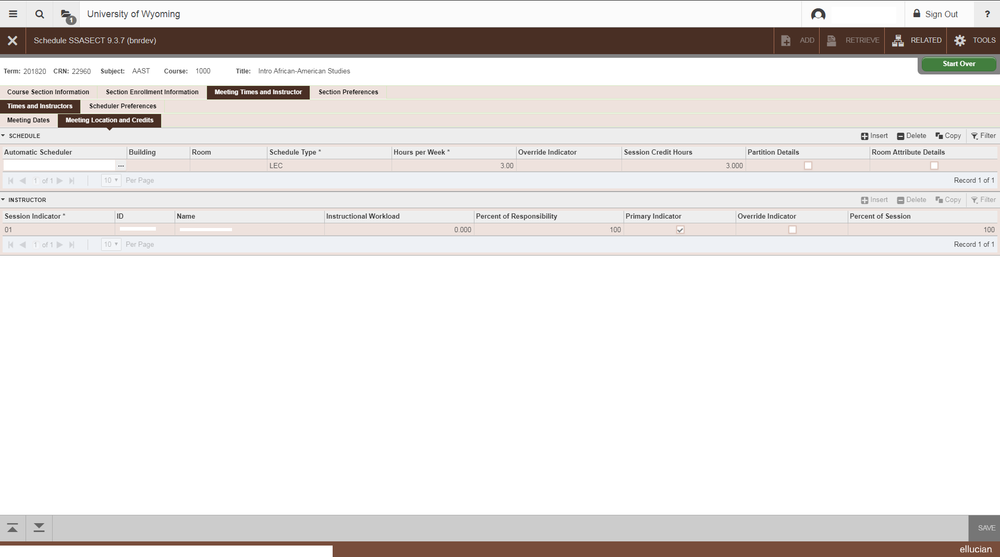 1
University of Wyoming
Sign Out
?
Schedule SSASECT 9.3.7 (bnrdev)
ADD
RETRIEVE
RELATED
TOOLS
Start Over
Term: 201820 CRN: 22960 Subject: AAST Course: 1000 Title: Intro African-American Studies
Course Section Information Section Enrollment Information Meeting Times and Instructor Section Preferences
Times and Instructors Scheduler Preferences
Meeting Dates Meeting Location and Credits
SCHEDULE Insert Delete Copy Filter
Automatic Scheduler Building Room Schedule Type * Hours per Week * Override Indicator Session Credit Hours Partition Details Room Attribute Details
... LEC 3.00 3.000
1 of 1 10 Per Page Record 1 of 1
INSTRUCTOR Insert Delete Copy Filter
Session Indicator * ID Name Instructional Workload Percent of Responsibility Primary Indicator Override Indicator Percent of Session
01 0.000 100 100
1 of 1 10 Per Page Record 1 of 1
SAVE
ellucian